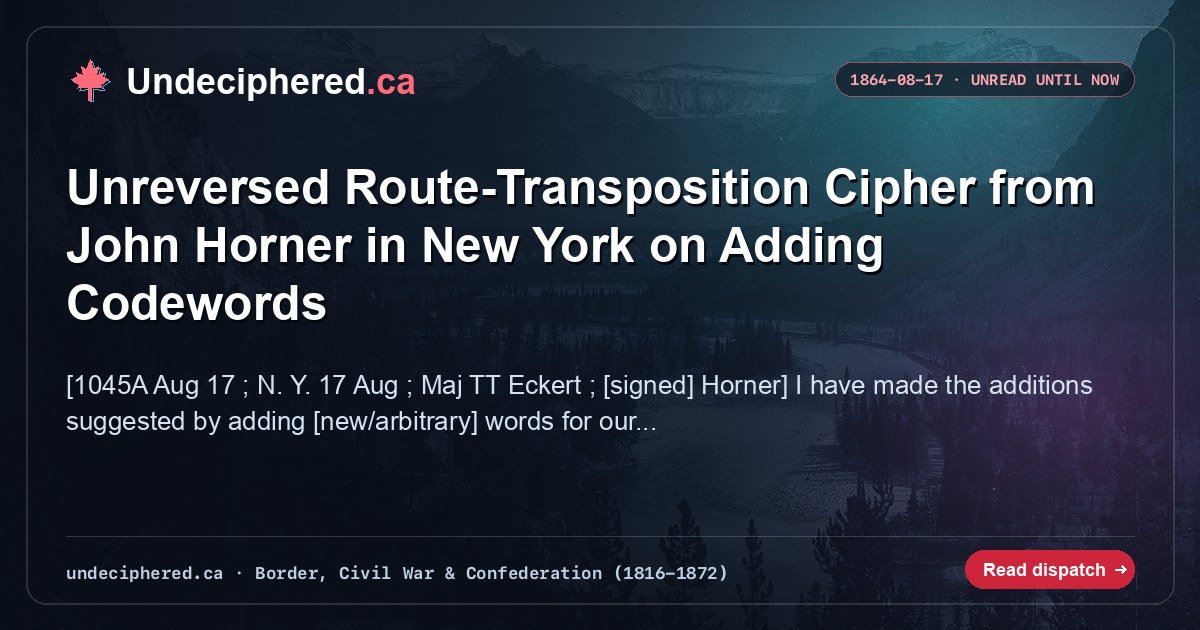 Undeciphered.ca
1864-08-17 · UNREAD UNTIL NOW
Unreversed Route-Transposition Cipher from
John Horner in New York on Adding
Codewords
[1045A Aug 17 ; N. Y. 17 Aug ; Maj TT Eckert ; [signed] Horner] I have made the additions
suggested by adding [new/arbitrary] words for our...
undeciphered.ca · Border, Civil War & Confederation (1816–1872)
Read dispatch →